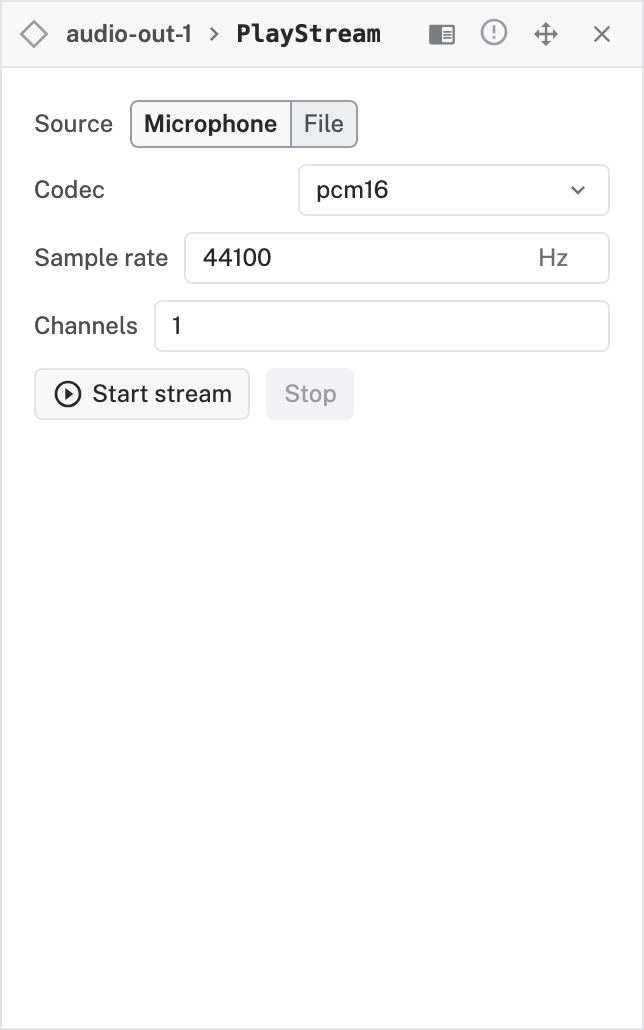 audio-out-1 > PlayStream
Source Microphone File
Codec pcm16
Sample rate 44100 Hz
Channels 1
Start stream Stop